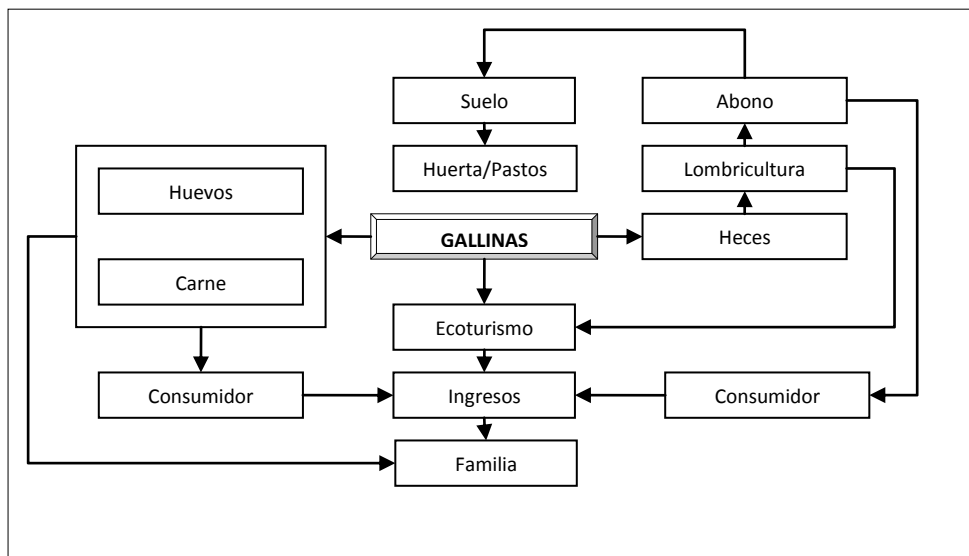 Suelo
Abono
Huerta/Pastos
Lombricultura
Huevos
GALLINAS
Heces
Carne
Ecoturismo
Consumidor
Ingresos
Consumidor
Familia